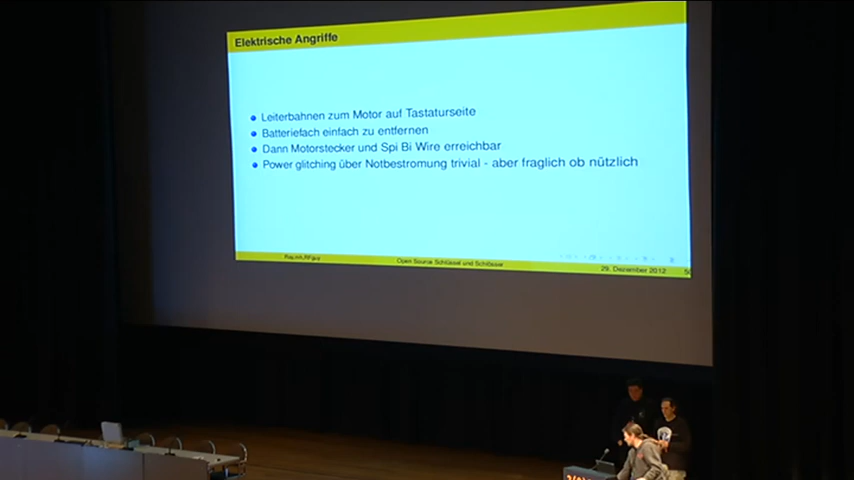 Elektrische Angriffe
Leiterbahnen zum Motor auf Tastaturseite
Batteriefach einfach zu entfernen
Dann Motorstecker und Spi Bi Wire erreichbar
Power glitching über Notbestromung trivial - aber fraglich ob nützlich
Open Source Schlüssel und Schlösser
29. Dezember 2012